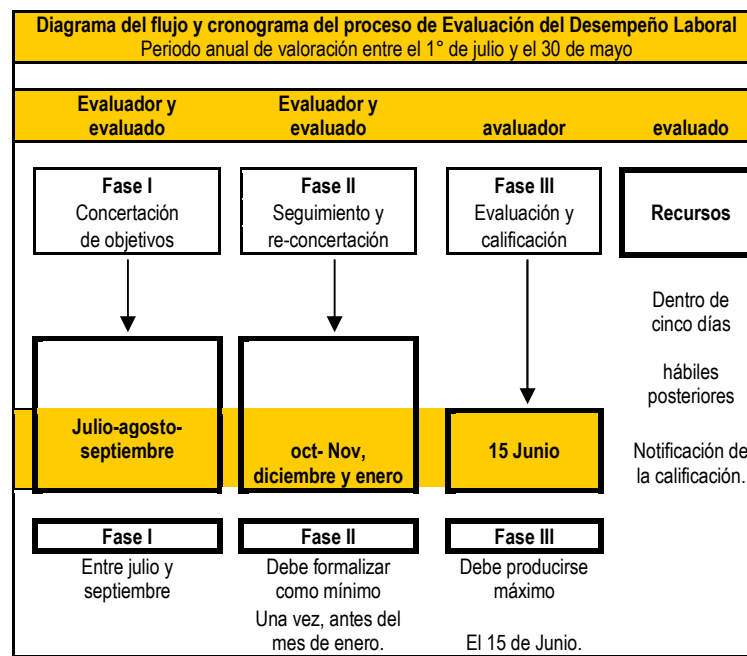 Diagrama del flujo y cronograma del proceso de Evaluación del Desempeño Laboral
Periodo anual de valoración entre el 1° de julio y el 30 de mayo
Evaluador y
evaluado
Evaluador y
evaluado
avaluador
evaluado
Fase I
Concertación
de objetivos
Fase II
Seguimiento y
re-concertación
Fase III
Evaluación y
calificación
Recursos
Dentro de
cinco días
hábiles
posteriores
Notificación de
la calificación.
Julio-agosto-
septiembre
oct- Nov,
diciembre y enero
15 Junio
Fase I
Entre julio y
septiembre
Fase II
Debe formalizar
como mínimo
Una vez, antes del
mes de enero.
Fase III
Debe producirse
máximo
El 15 de Junio.